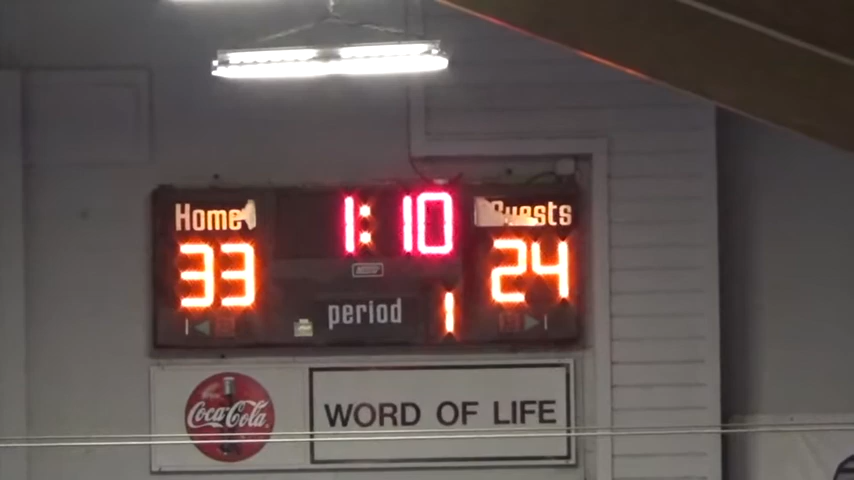 Home 1:10 Guests
33 24
period 1
Coca-Cola WORD OF LIFE